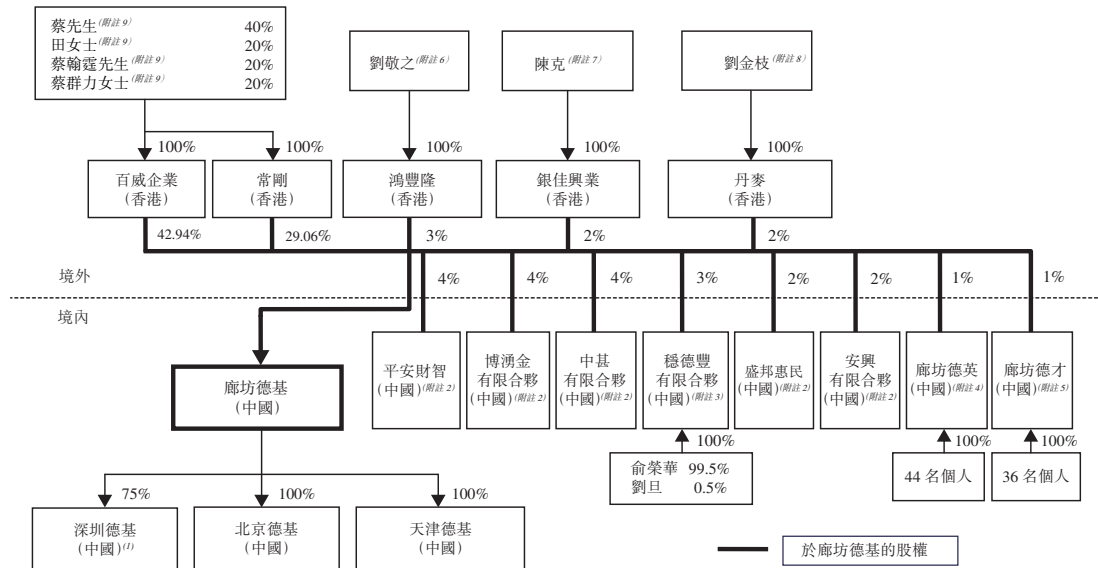 蔡先生(附註 9) 40%
田女士(附註 9) 20%
蔡翰霆先生(附註 9) 20%
蔡群力女士(附註 9) 20%
劉敬之(附註 6)
陳克(附註 7)
劉金枝(附註 8)
100%
100%
100%
100%
100%
百威企業
(香港)
常剛
(香港)
鴻豐隆
(香港)
銀佳興業
(香港)
丹麥
(香港)
42.94%
29.06%
3%
2%
2%
境外
4%
4%
4%
3%
2%
2%
1%
1%
境內
廊坊德基
(中國)
平安財智
(中國)(附註 2)
博湧金
有限合夥
(中國)(附註 2)
中甚
有限合夥
(中國)(附註 2)
穩德豐
有限合夥
(中國)(附註 3)
盛邦惠民
(中國)(附註 2)
安興
有限合夥
(中國)(附註 2)
廊坊德英
(中國)(附註 4)
廊坊德才
(中國)(附註 5)
100%
100%
100%
俞榮華 99.5%
劉旦 0.5%
44 名個人
36 名個人
75%
100%
100%
深圳德基
(中國)(1)
北京德基
(中國)
天津德基
(中國)
於廊坊德基的股權